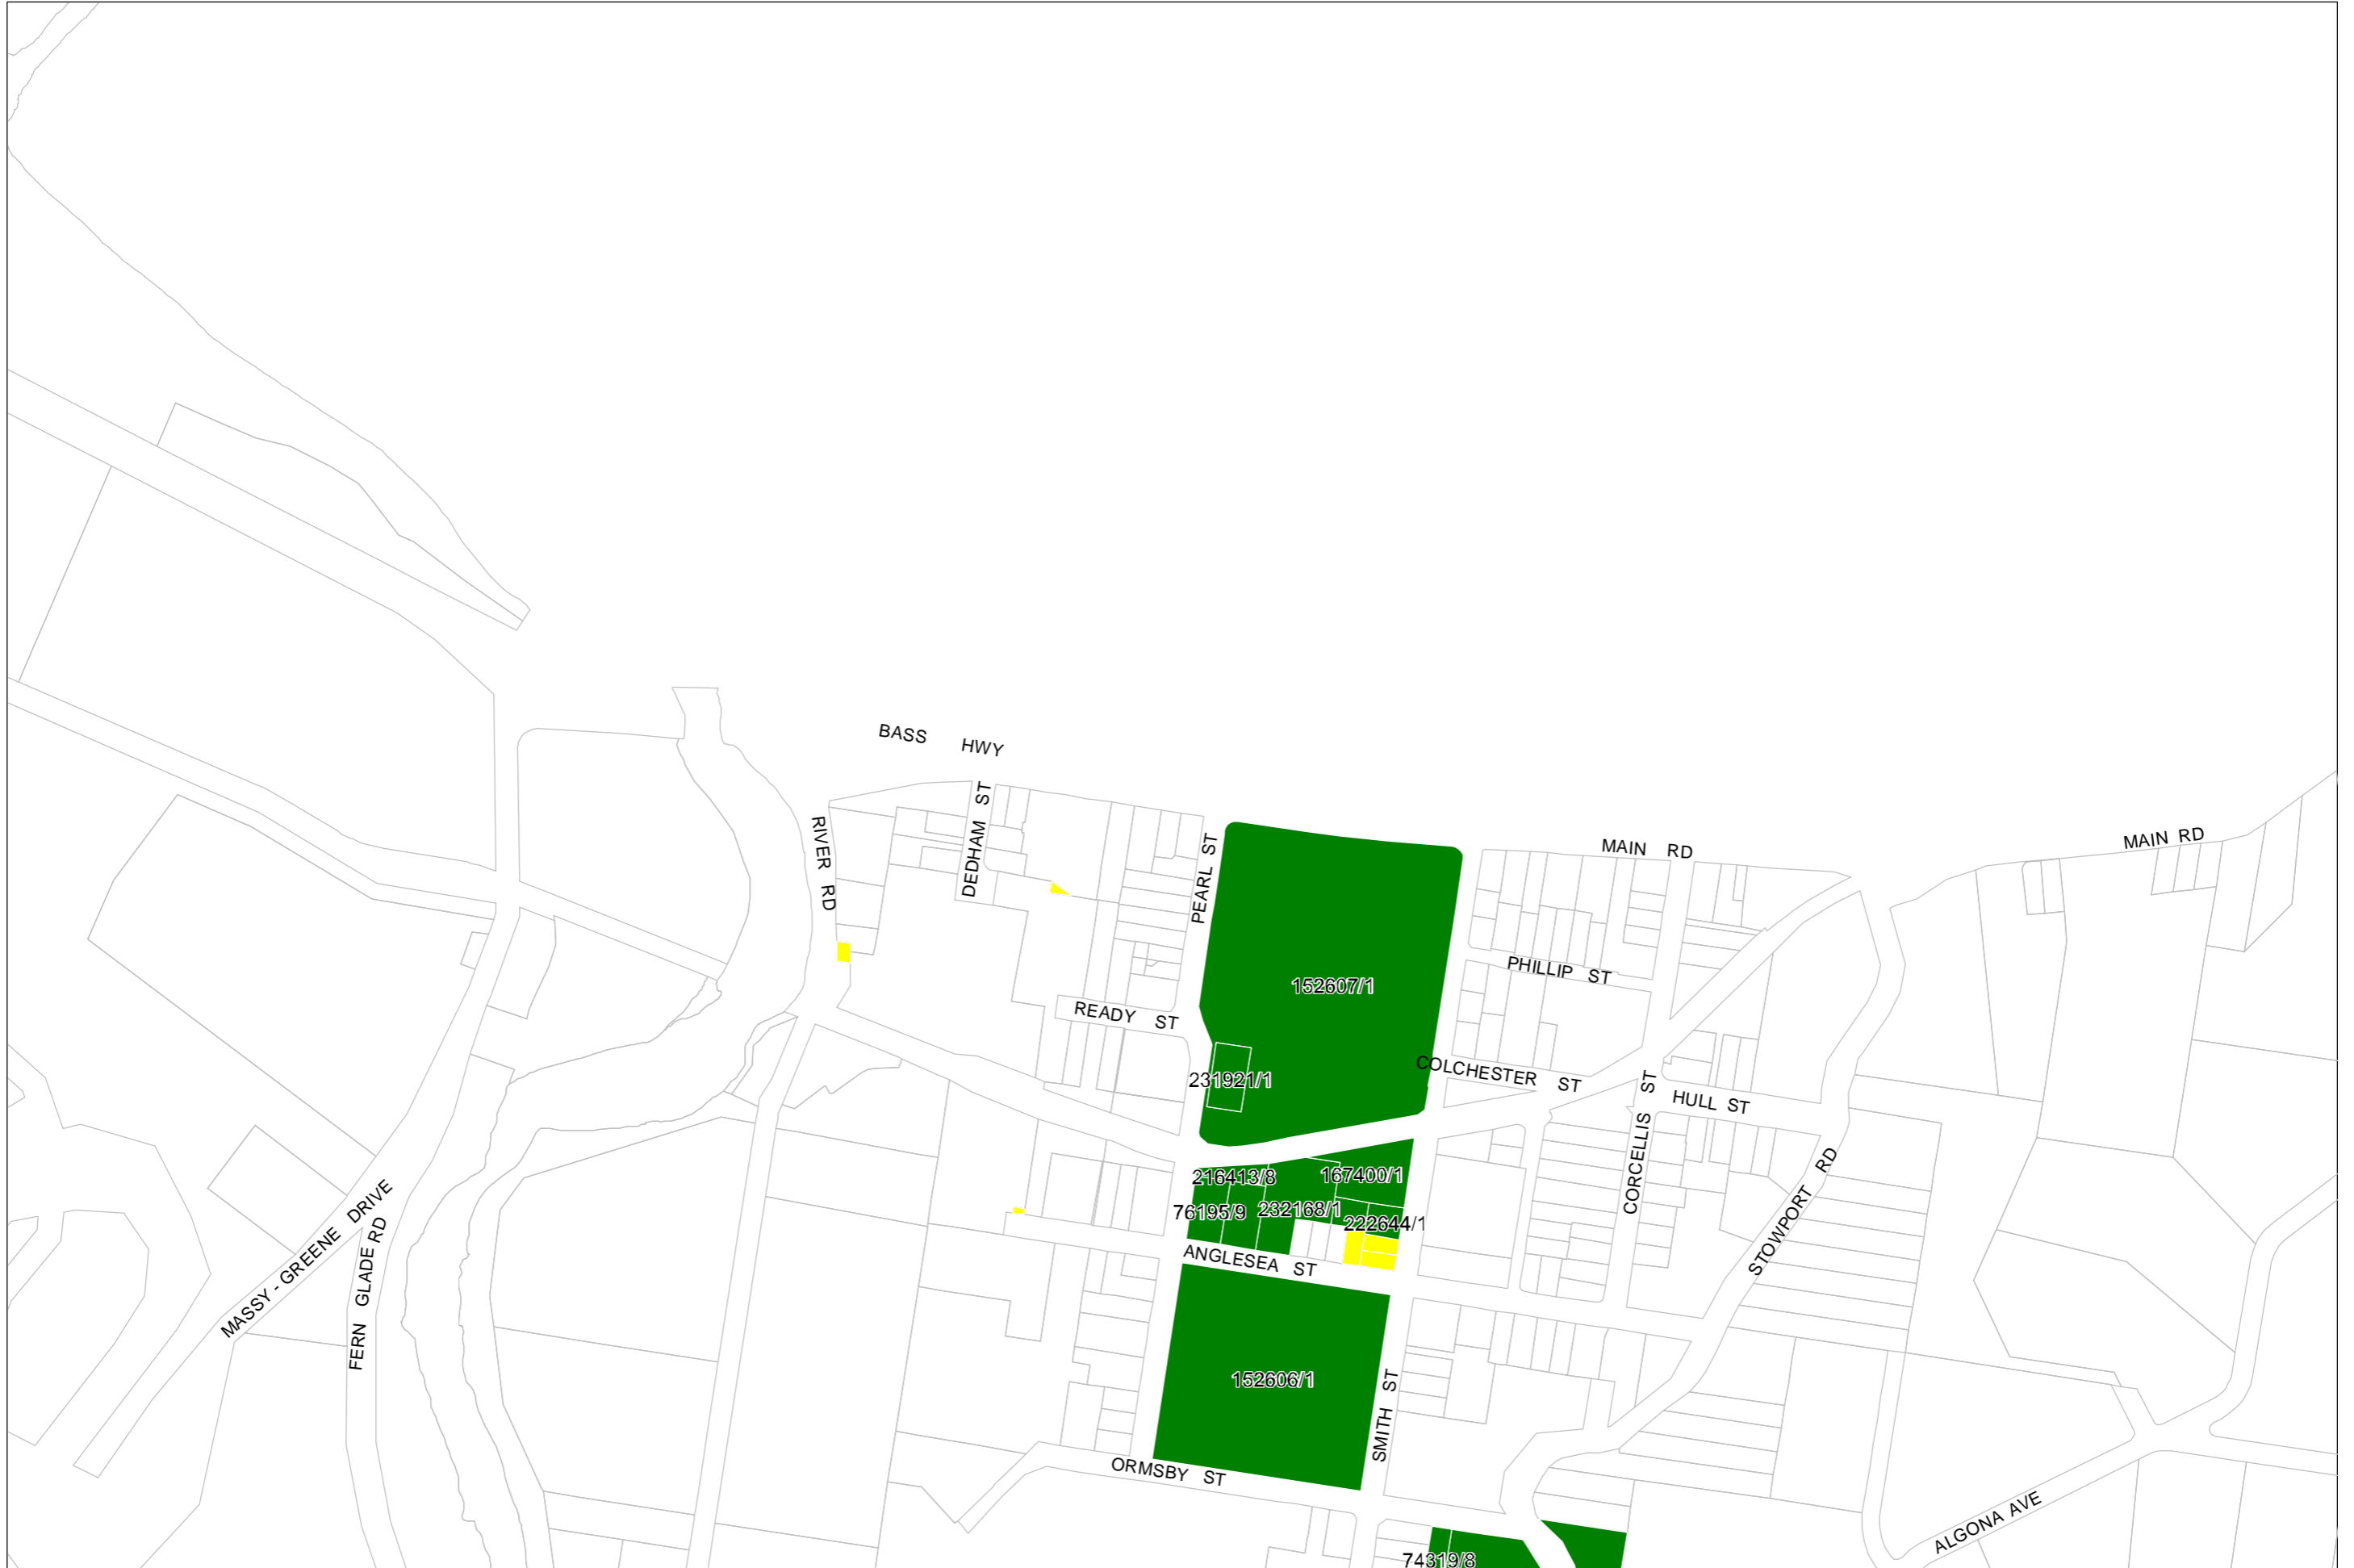 BASS HWY
DEDHAM ST
RIVER RD
PEARL ST
MAIN RD
MAIN RD
152607/1
PHILLIP ST
READY ST
COLCHESTER ST
231921/1
HULL ST
CORCELLIS ST
STOWPORT RD
216413/8
167400/1
76195/9
232168/1
222644/1
ANGLESEA ST
MASSY - GREENE DRIVE
FERN GLADE RD
152606/1
SMITH ST
ORMSBY ST
ALGONA AVE
74319/8